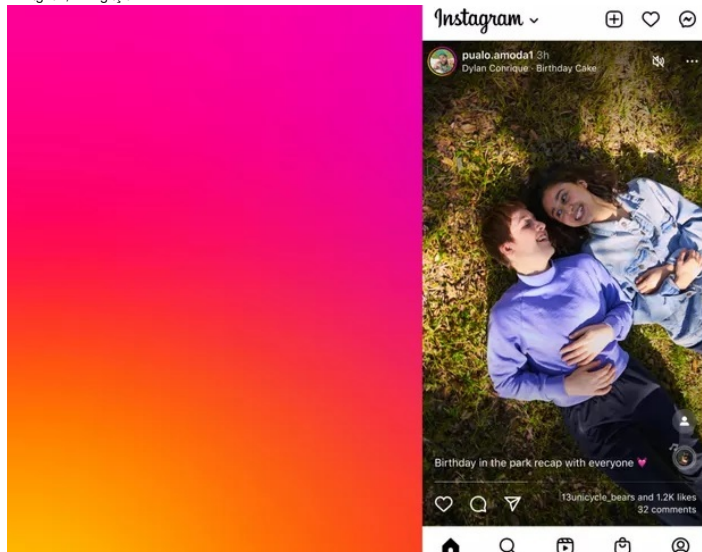 Instagram
pualo.amoda1 3h
Dylan Conrique · Birthday Cake
Birthday in the park recap with everyone 💓
13unicycle_bears and 1.2K likes
32 comments